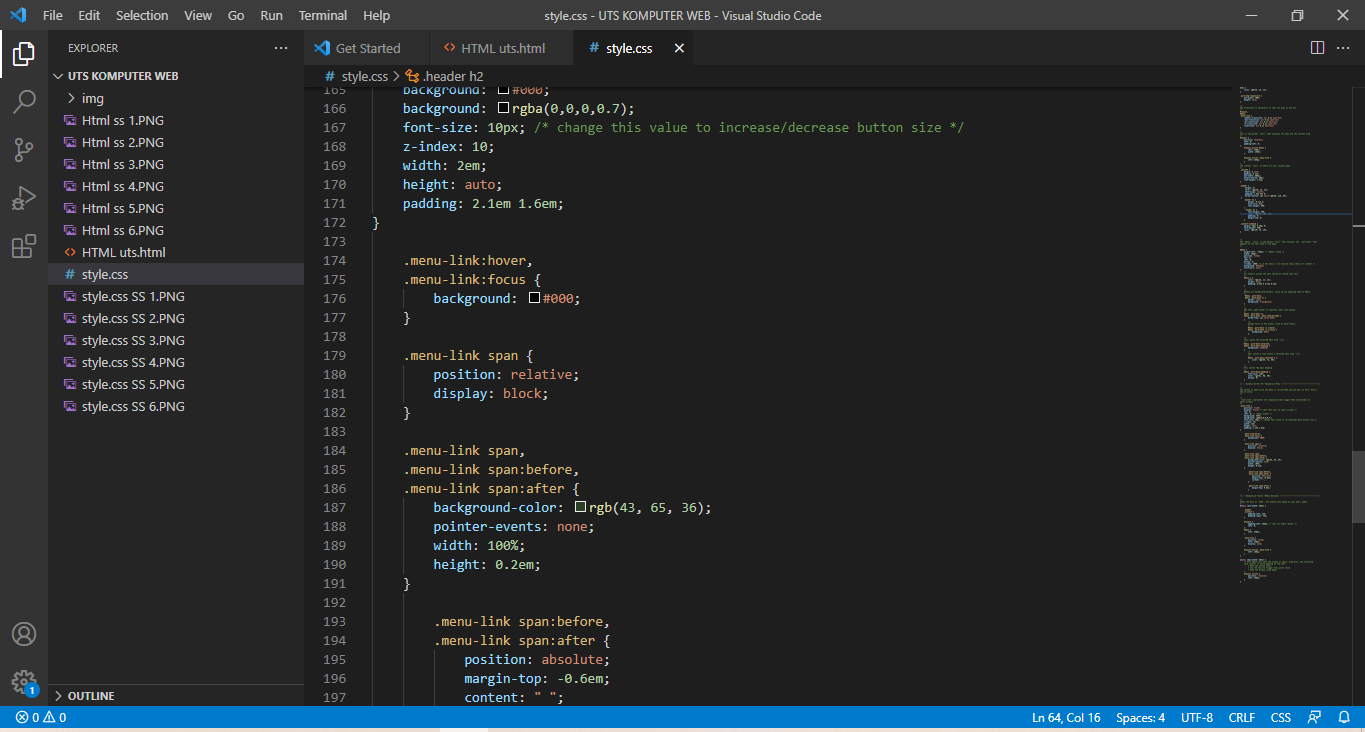 File Edit Selection View Go Run Terminal Help
style.css - UTS KOMPUTER WEB - Visual Studio Code
EXPLORER
UTS KOMPUTER WEB
img
Html ss 1.PNG
Html ss 2.PNG
Html ss 3.PNG
Html ss 4.PNG
Html ss 5.PNG
Html ss 6.PNG
HTML uts.html
# style.css
style.css SS 1.PNG
style.css SS 2.PNG
style.css SS 3.PNG
style.css SS 4.PNG
style.css SS 5.PNG
style.css SS 6.PNG
OUTLINE
1
Get Started
<> HTML uts.html
# style.css
# style.css > .header h2
165 background: #000;
166 background: rgba(0,0,0,0.7);
167 font-size: 10px; /* change this value to increase/decrease button size */
168 z-index: 10;
169 width: 2em;
170 height: auto;
171 padding: 2.1em 1.6em;
172 }
173
174 .menu-link:hover,
175 .menu-link:focus {
176 background: #000;
177 }
178
179 .menu-link span {
180 position: relative;
181 display: block;
182 }
183
184 .menu-link span,
185 .menu-link span:before,
186 .menu-link span:after {
187 background-color: rgb(43, 65, 36);
188 pointer-events: none;
189 width: 100%;
190 height: 0.2em;
191 }
192
193 .menu-link span:before,
194 .menu-link span:after {
195 position: absolute;
196 margin-top: -0.6em;
197 content: " ";
0 0
Ln 64, Col 16 Spaces: 4 UTF-8 CRLF CSS